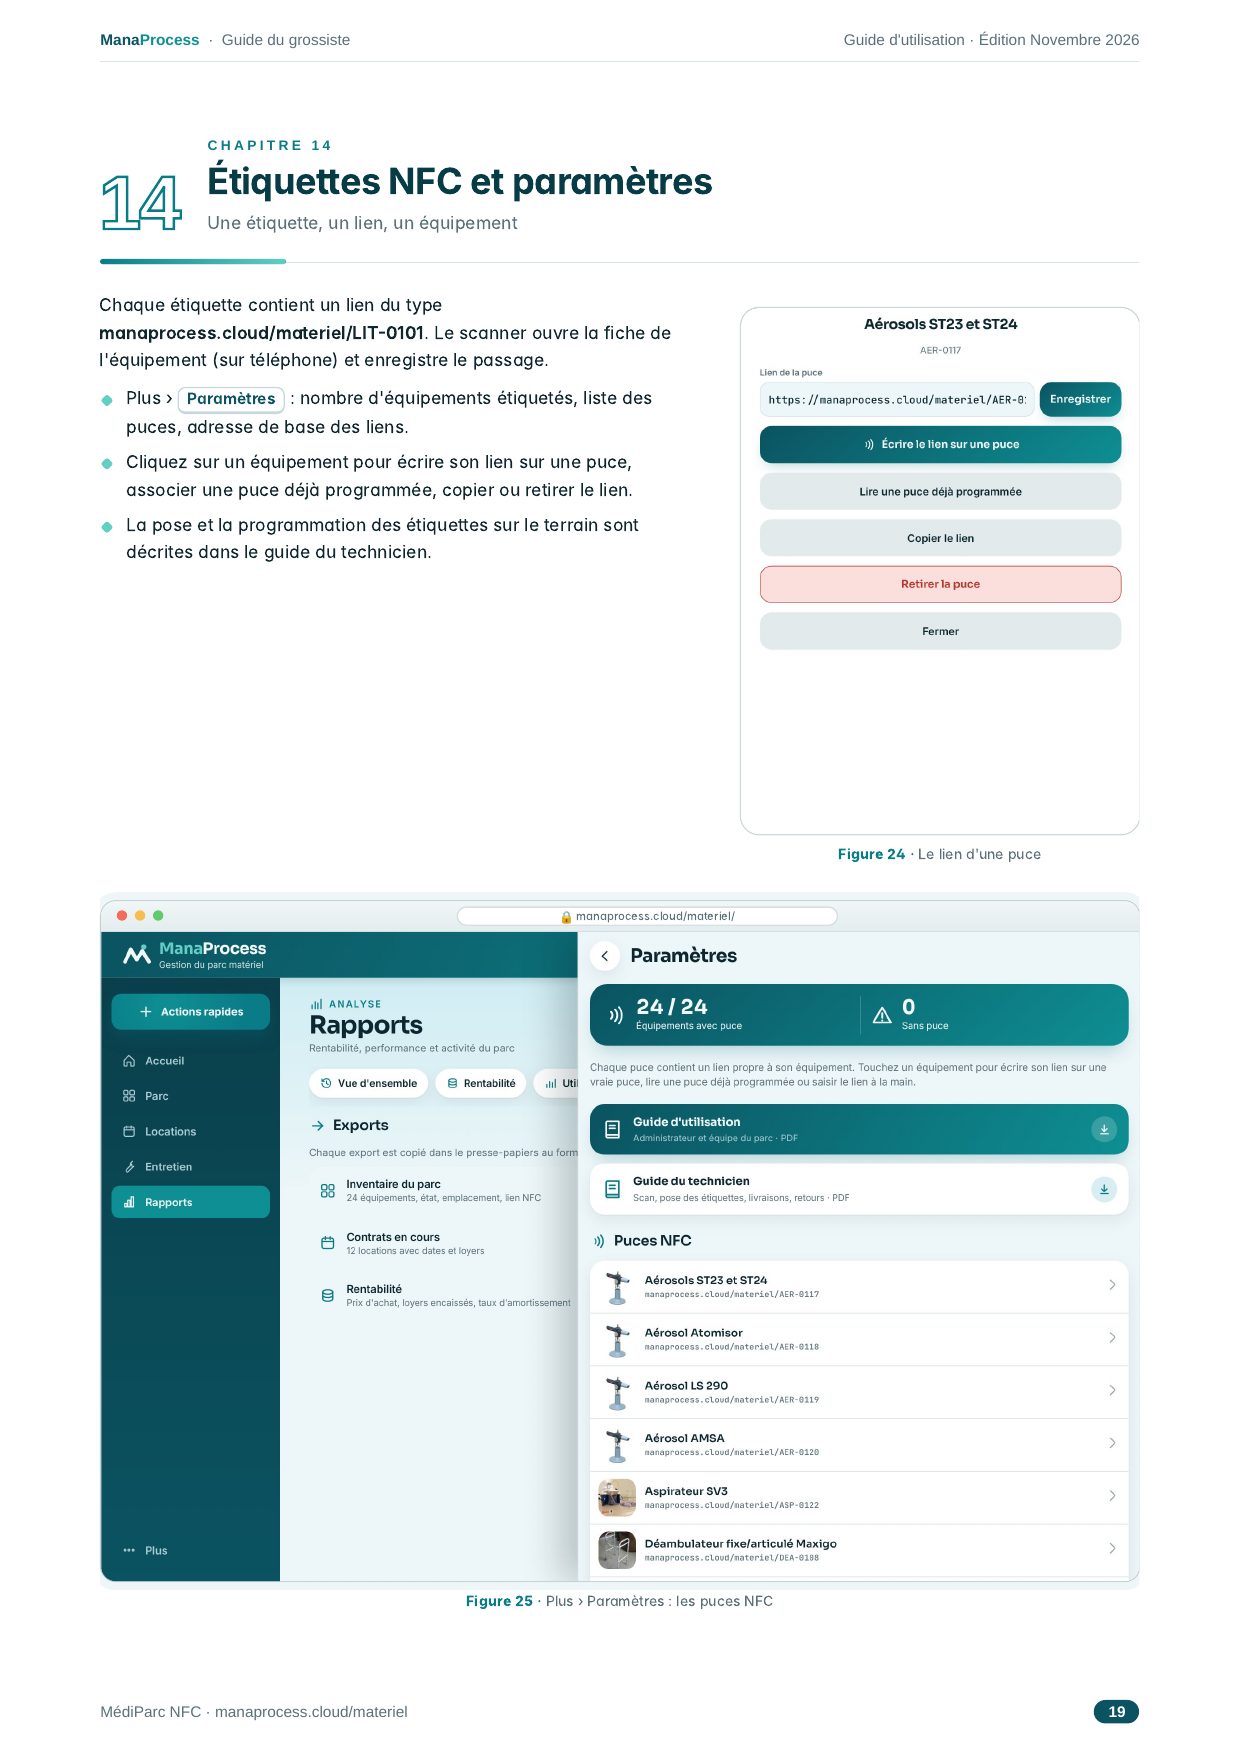 ManaProcess · Guide du grossiste
Guide d'utilisation · Édition Novembre 2026
CHAPITRE 14
14
Étiquettes NFC et paramètres
Une étiquette, un lien, un équipement
Chaque étiquette contient un lien du type
manaprocess.cloud/materiel/LIT-0101. Le scanner ouvre la fiche de
l'équipement (sur téléphone) et enregistre le passage.
Plus › Paramètres : nombre d'équipements étiquetés, liste des
puces, adresse de base des liens.
Cliquez sur un équipement pour écrire son lien sur une puce,
associer une puce déjà programmée, copier ou retirer le lien.
La pose et la programmation des étiquettes sur le terrain sont
décrites dans le guide du technicien.
Aérosols ST23 et ST24
AER-0117
Lien de la puce
https://manaprocess.cloud/materiel/AER-0
Enregistrer
Écrire le lien sur une puce
Lire une puce déjà programmée
Copier le lien
Retirer la puce
Fermer
Figure 24 · Le lien d'une puce
manaprocess.cloud/materiel/
ManaProcess
Gestion du parc matériel
Actions rapides
Accueil
Parc
Locations
Entretien
Rapports
Plus
ANALYSE
Rapports
Rentabilité, performance et activité du parc
Vue d'ensemble
Rentabilité
Util
Exports
Chaque export est copié dans le presse-papiers au form
Inventaire du parc
24 équipements, état, emplacement, lien NFC
Contrats en cours
12 locations avec dates et loyers
Rentabilité
Prix d'achat, loyers encaissés, taux d'amortissement
Paramètres
24 / 24
Équipements avec puce
0
Sans puce
Chaque puce contient un lien propre à son équipement. Touchez un équipement pour écrire son lien sur une
vraie puce, lire une puce déjà programmée ou saisir le lien à la main.
Guide d'utilisation
Administrateur et équipe du parc · PDF
Guide du technicien
Scan, pose des étiquettes, livraisons, retours · PDF
Puces NFC
Aérosols ST23 et ST24
manaprocess.cloud/materiel/AER-0117
Aérosol Atomisor
manaprocess.cloud/materiel/AER-0118
Aérosol LS 290
manaprocess.cloud/materiel/AER-0119
Aérosol AMSA
manaprocess.cloud/materiel/AER-0120
Aspirateur SV3
manaprocess.cloud/materiel/ASP-0122
Déambulateur fixe/articulé Maxigo
manaprocess.cloud/materiel/DEA-0108
Figure 25 · Plus › Paramètres : les puces NFC
MédiParc NFC · manaprocess.cloud/materiel
19